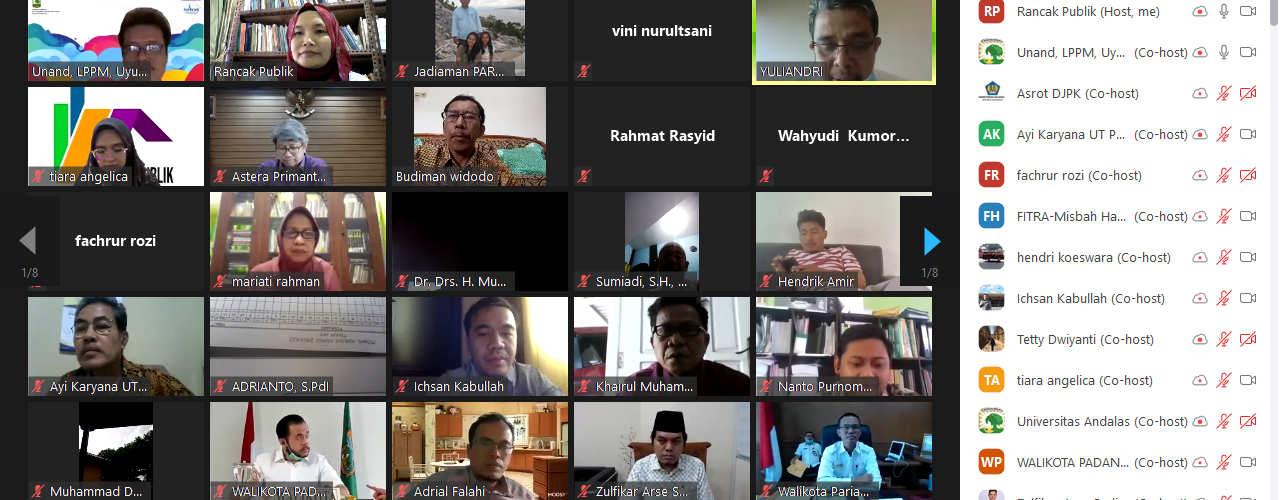 Unand, LPPM, Uyu...
Rancak Publik
Jadiaman PAR...
vini nurultsani
YULIANDRI
tiara angelica
PUBLIK
Astera Primant...
Budiman widodo
Rahmat Rasyid
Wahyudi Kumor...
fachrur rozi
1/8
mariati rahman
Dr. Drs. H. Mu...
Sumiadi, S.H., ...
Hendrik Amir
1/8
Ayi Karyana UT...
ADRIANTO, S.PdI
Ichsan Kabullah
Khairul Muham...
Nanto Purnom...
Muhammad D...
WALIKOTA PAD...
Adrial Falahi
Zulfikar Arse S...
Walikota Paria...
RP Rancak Publik (Host, me)
Unand, LPPM, Uy... (Co-host)
Asrot DJPK (Co-host)
AK Ayi Karyana UT P... (Co-host)
FR fachrur rozi (Co-host)
FH FITRA-Misbah Ha... (Co-host)
hendri koeswara (Co-host)
Ichsan Kabullah (Co-host)
Tetty Dwiyanti (Co-host)
TA tiara angelica (Co-host)
Universitas Andalas (Co-host)
WP WALIKOTA PADAN... (Co-host)